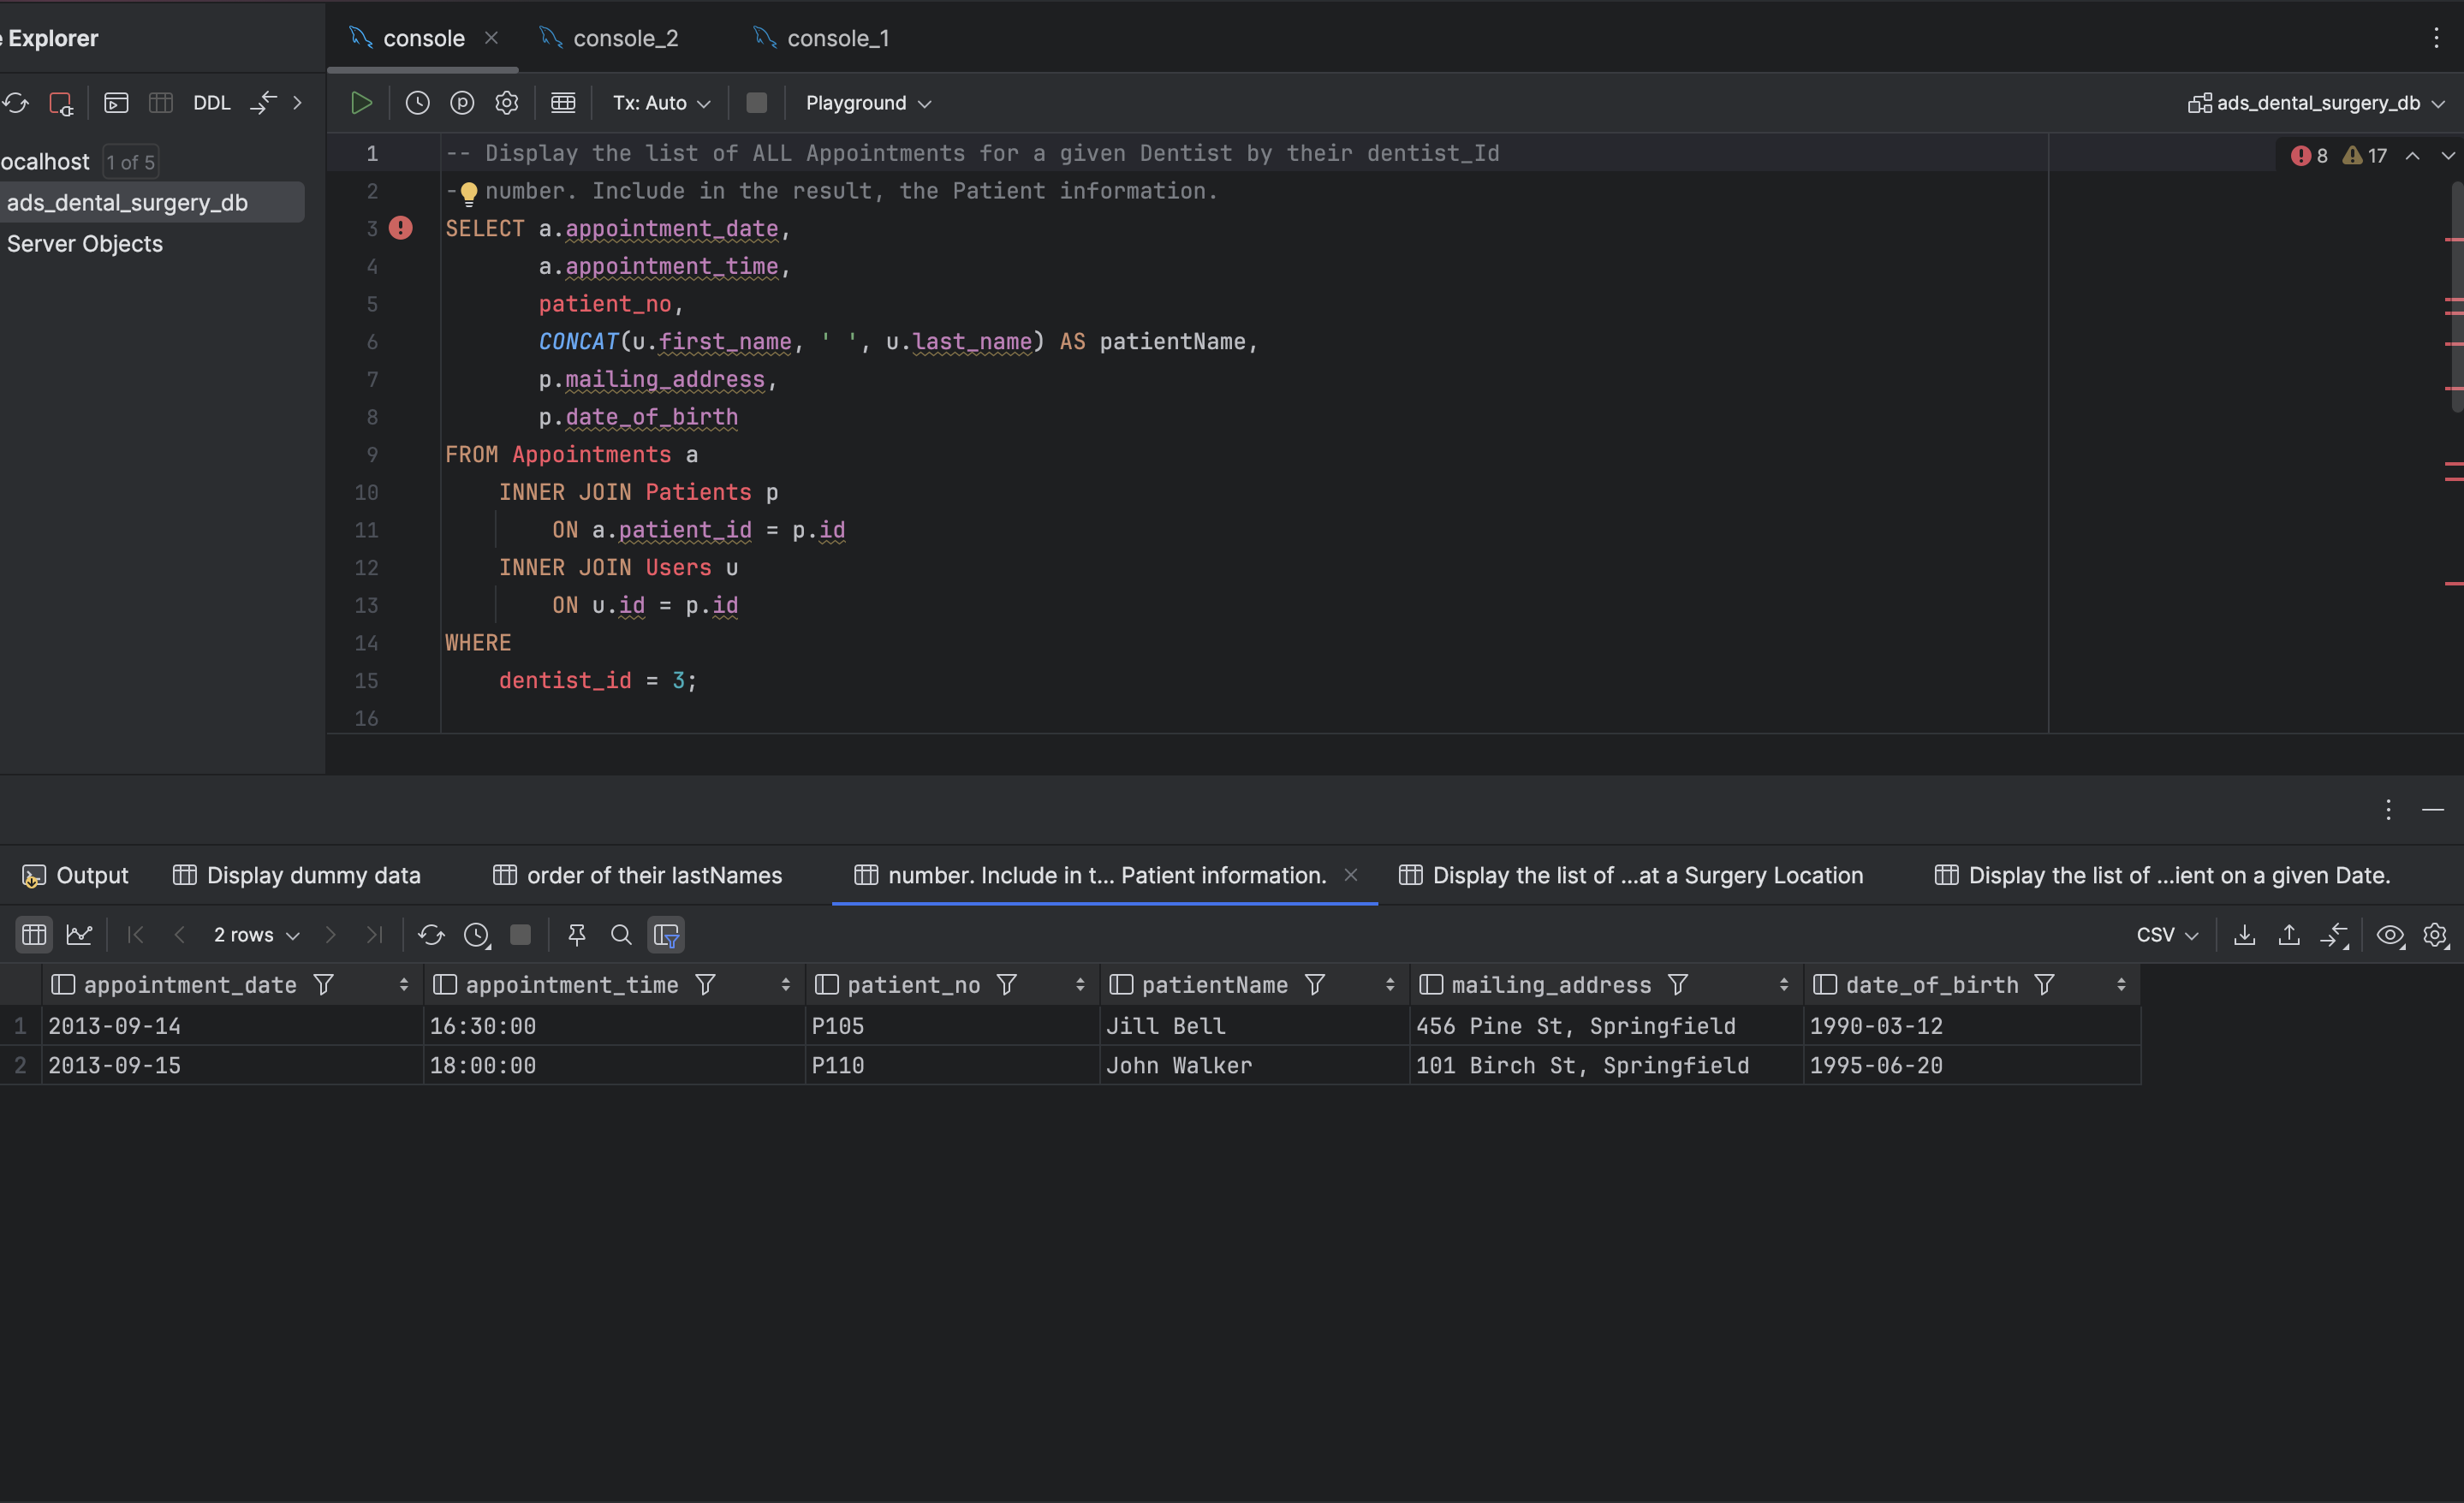 e Explorer
console
console_2
console_1
DDL
Tx: Auto
Playground
ads_dental_surgery_db
ocalhost 1 of 5
ads_dental_surgery_db
Server Objects
8 17
1 -- Display the list of ALL Appointments for a given Dentist by their dentist_Id
2 - number. Include in the result, the Patient information.
3 SELECT a.appointment_date,
4 a.appointment_time,
5 patient_no,
6 CONCAT(u.first_name, ' ', u.last_name) AS patientName,
7 p.mailing_address,
8 p.date_of_birth
9 FROM Appointments a
10 INNER JOIN Patients p
11 ON a.patient_id = p.id
12 INNER JOIN Users u
13 ON u.id = p.id
14 WHERE
15 dentist_id = 3;
16
Output
Display dummy data
order of their lastNames
number. Include in t... Patient information.
Display the list of ...at a Surgery Location
Display the list of ...ient on a given Date.
2 rows
CSV
appointment_date appointment_time patient_no patientName mailing_address date_of_birth
1 2013-09-14 16:30:00 P105 Jill Bell 456 Pine St, Springfield 1990-03-12
2 2013-09-15 18:00:00 P110 John Walker 101 Birch St, Springfield 1995-06-20